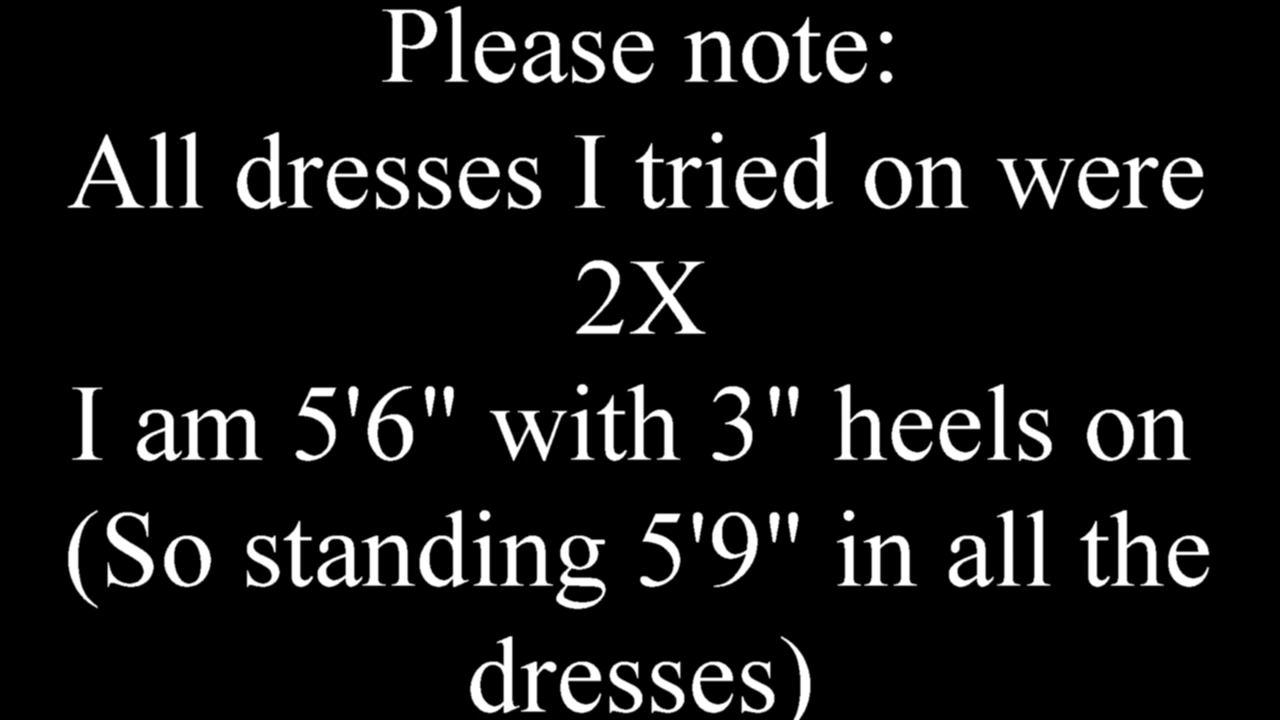 Please note:
All dresses I tried on were
2X
I am 5'6" with 3" heels on
(So standing 5'9" in all the
dresses)